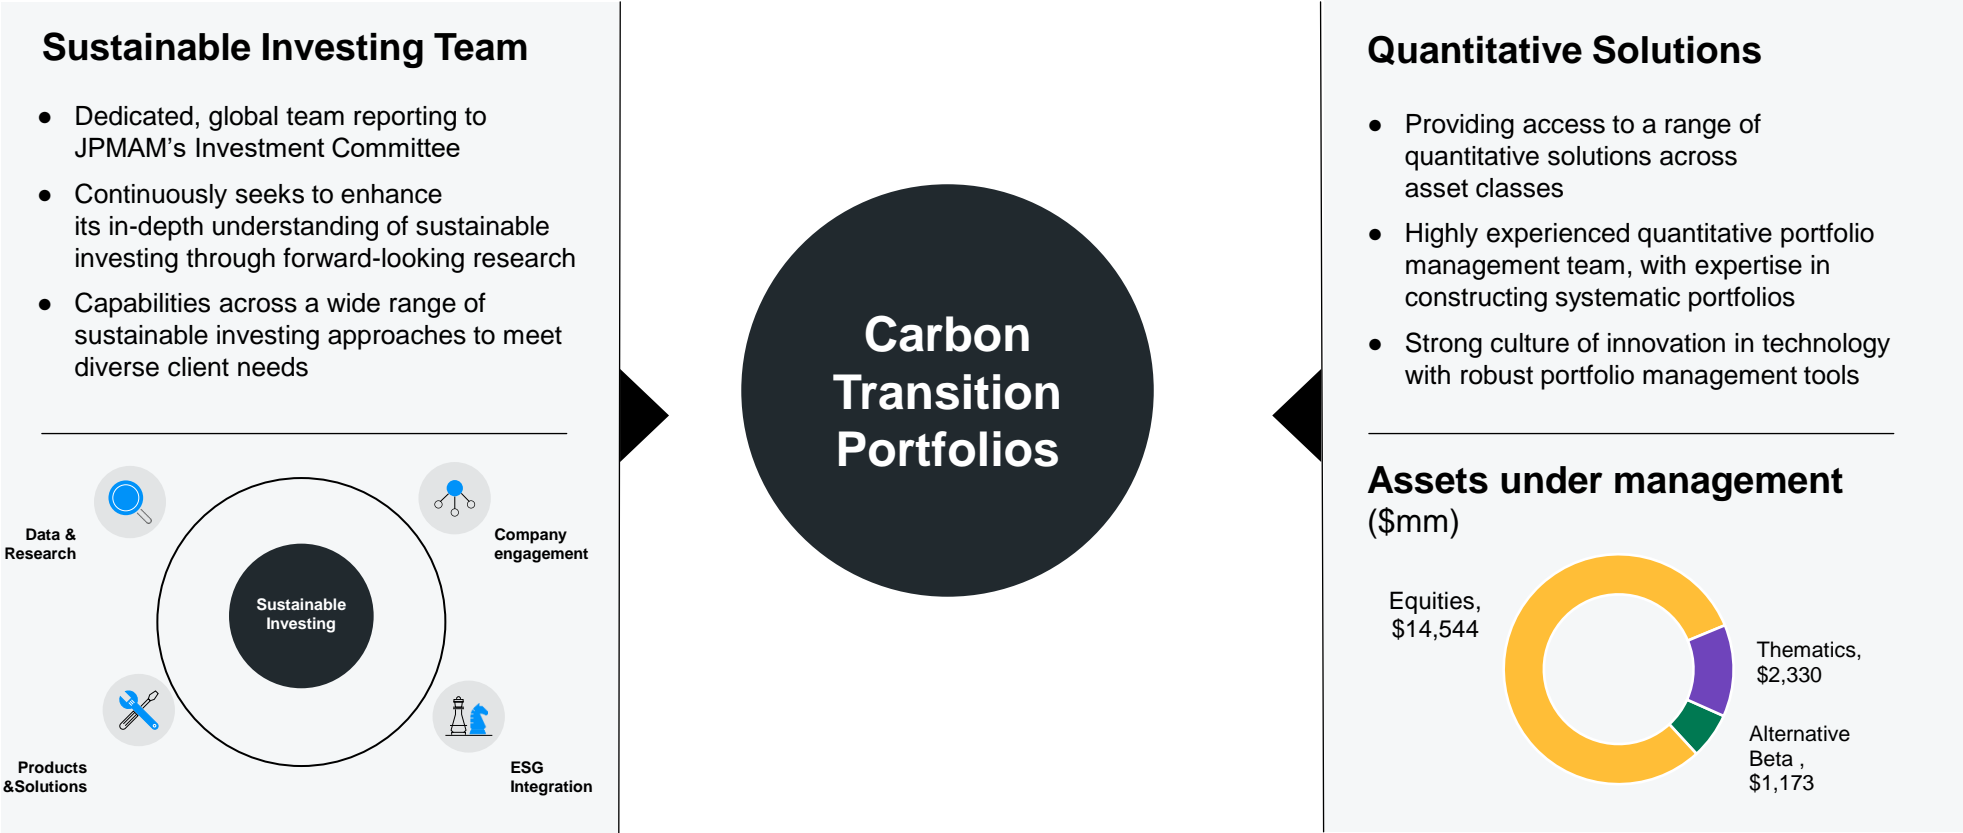 Sustainable Investing Team
● Dedicated, global team reporting to
JPMAM’s Investment Committee
● Continuously seeks to enhance
its in-depth understanding of sustainable
investing through forward-looking research
● Capabilities across a wide range of
sustainable investing approaches to meet
diverse client needs
Data &
Research
Company
engagement
Sustainable
Investing
Products
&Solutions
ESG
Integration
Carbon
Transition
Portfolios
Quantitative Solutions
● Providing access to a range of
quantitative solutions across
asset classes
● Highly experienced quantitative portfolio
management team, with expertise in
constructing systematic portfolios
● Strong culture of innovation in technology
with robust portfolio management tools
Assets under management
($mm)
Equities,
$14,544
Thematics,
$2,330
Alternative
Beta ,
$1,173